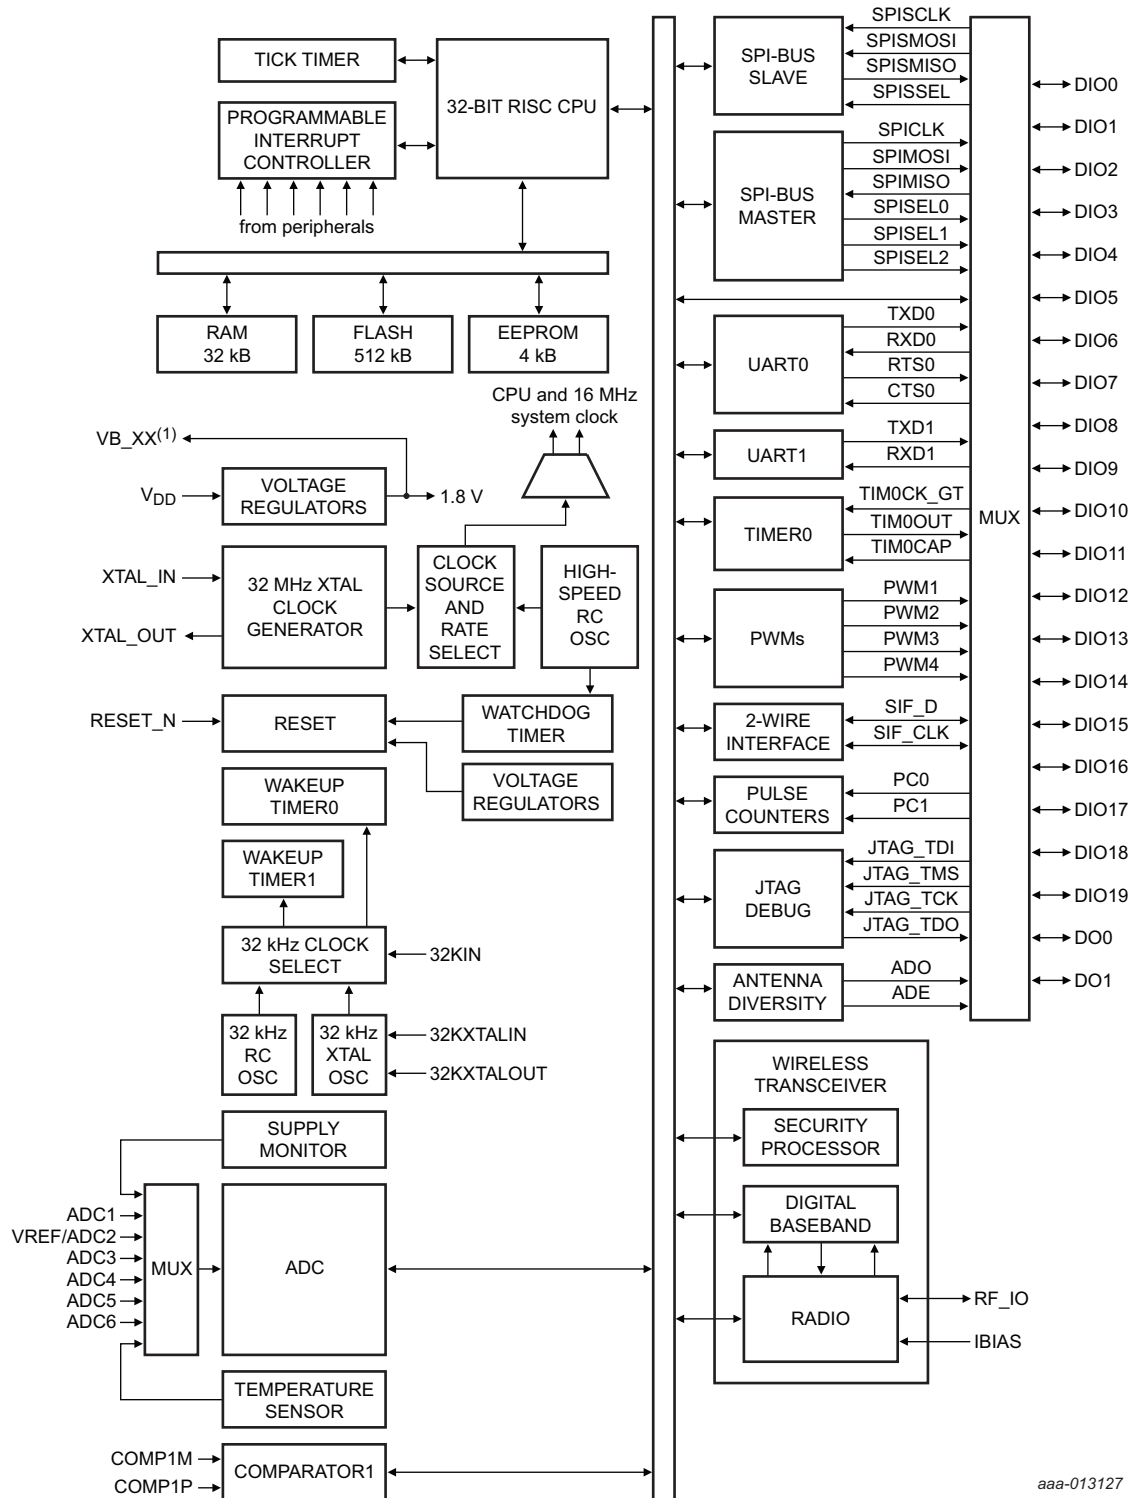 TICK TIMER
32-BIT RISC CPU
PROGRAMMABLE
INTERRUPT
CONTROLLER
from peripherals
RAM
32 kB
FLASH
512 kB
EEPROM
4 kB
CPU and 16 MHz
system clock
VB_XX(1)
VDD
VOLTAGE
REGULATORS
1.8 V
XTAL_IN
XTAL_OUT
32 MHz XTAL
CLOCK
GENERATOR
CLOCK
SOURCE
AND
RATE
SELECT
HIGH-
SPEED
RC
OSC
RESET_N
RESET
WATCHDOG
TIMER
VOLTAGE
REGULATORS
WAKEUP
TIMER0
WAKEUP
TIMER1
32 kHz CLOCK
SELECT
32KIN
32 kHz
RC
OSC
32 kHz
XTAL
OSC
32KXTALIN
32KXTALOUT
SUPPLY
MONITOR
ADC1
VREF/ADC2
ADC3
ADC4
ADC5
ADC6
MUX
ADC
TEMPERATURE
SENSOR
COMP1M
COMP1P
COMPARATOR1
SPI-BUS
SLAVE
SPISCLK
SPISMOSI
SPISMISO
SPISSEL
SPI-BUS
MASTER
SPICLK
SPIMOSI
SPIMISO
SPISEL0
SPISEL1
SPISEL2
UART0
TXD0
RXD0
RTS0
CTS0
UART1
TXD1
RXD1
TIMER0
TIM0CK_GT
TIM0OUT
TIM0CAP
PWMs
PWM1
PWM2
PWM3
PWM4
2-WIRE
INTERFACE
SIF_D
SIF_CLK
PULSE
COUNTERS
PC0
PC1
JTAG
DEBUG
JTAG_TDI
JTAG_TMS
JTAG_TCK
JTAG_TDO
ANTENNA
DIVERSITY
ADO
ADE
MUX
DIO0
DIO1
DIO2
DIO3
DIO4
DIO5
DIO6
DIO7
DIO8
DIO9
DIO10
DIO11
DIO12
DIO13
DIO14
DIO15
DIO16
DIO17
DIO18
DIO19
DO0
DO1
WIRELESS
TRANSCEIVER
SECURITY
PROCESSOR
DIGITAL
BASEBAND
RADIO
RF_IO
IBIAS
aaa-013127